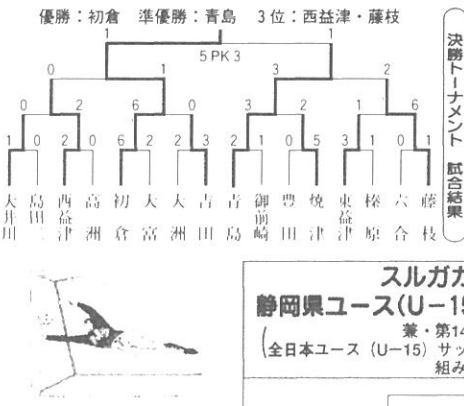 優勝：初倉　準優勝：青島　3位：西益津・藤枝
決勝トーナメント　試合結果
1 1
5 PK 3
0 1 3 2
0 2 6 0 3 2 1 6
1 0 2 0 6 2 2 3 2 1 0 5 3 1 0 1
大井川
島田一
西益津
高洲
初倉
大富
大洲
吉田
青島
御前崎
豊田
焼津
東益津
榛原
六合
藤枝
スルガカ
静岡県ユース(U-15
兼・第14
(全日本ユース（U-15）サッ
組み